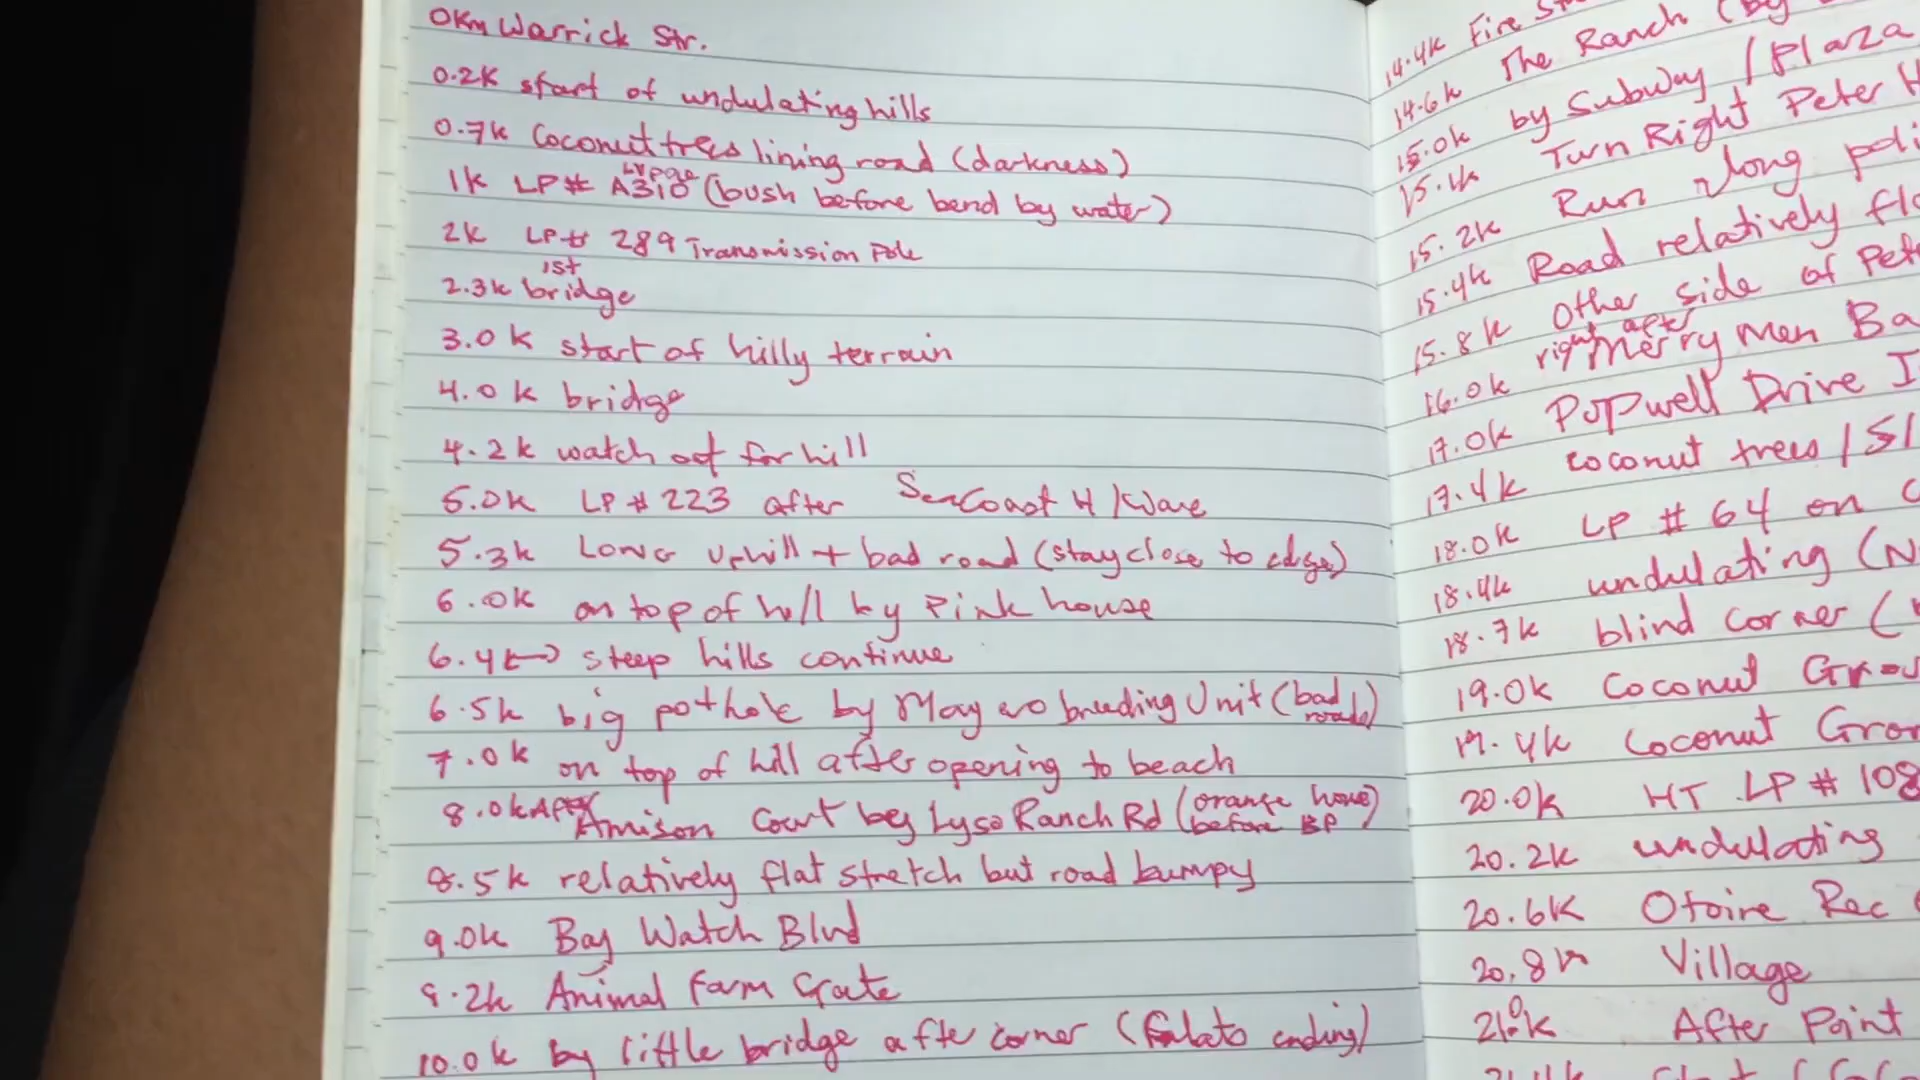 0Km Warrick Str.
0.2K start of undulating hills
0.7k Coconut trees lining road (darkness)
1k LP# A310 (bush before bend by water)
2K LP# 289 Transmission Pole
1st
2.3k bridge
3.0 k start of hilly terrain
4.0 k bridge
4.2k watch out for hill
5.0k LP # 223 after SeaCoast H/Ware
5.3k Long uphill + bad road (stay close to edge)
6.0k on top of hill by Pink house
6.4k → steep hills continue
6.5k big pothole by Mayaro breeding Unit (bad roads)
7.0k on top of hill after opening to beach
8.0k After Amison Court by Lyso Ranch Rd (orange house before BP)
8.5k relatively flat stretch but road bumpy
9.0k Bay Watch Blvd
9.2k Animal Farm Gate
10.0k by little bridge after corner ( ending)
14.4k Fire
14.6k The Ranch (by
15.0k by Subway / Plaza
15.1k Turn Right Peter
15.2k Run along
15.4k Road relatively
15.8k Other side of
16.0k right after Merry Men
17.0k Popwell Drive
17.4k coconut trees /
18.0k LP # 64 on
18.4k undulating
18.7k blind corner (
19.0k Coconut
19.4k Coconut
20.0k HT LP # 108
20.2k undulating
20.6K Ofoire Rec
20.8k Village
21.0k After Point